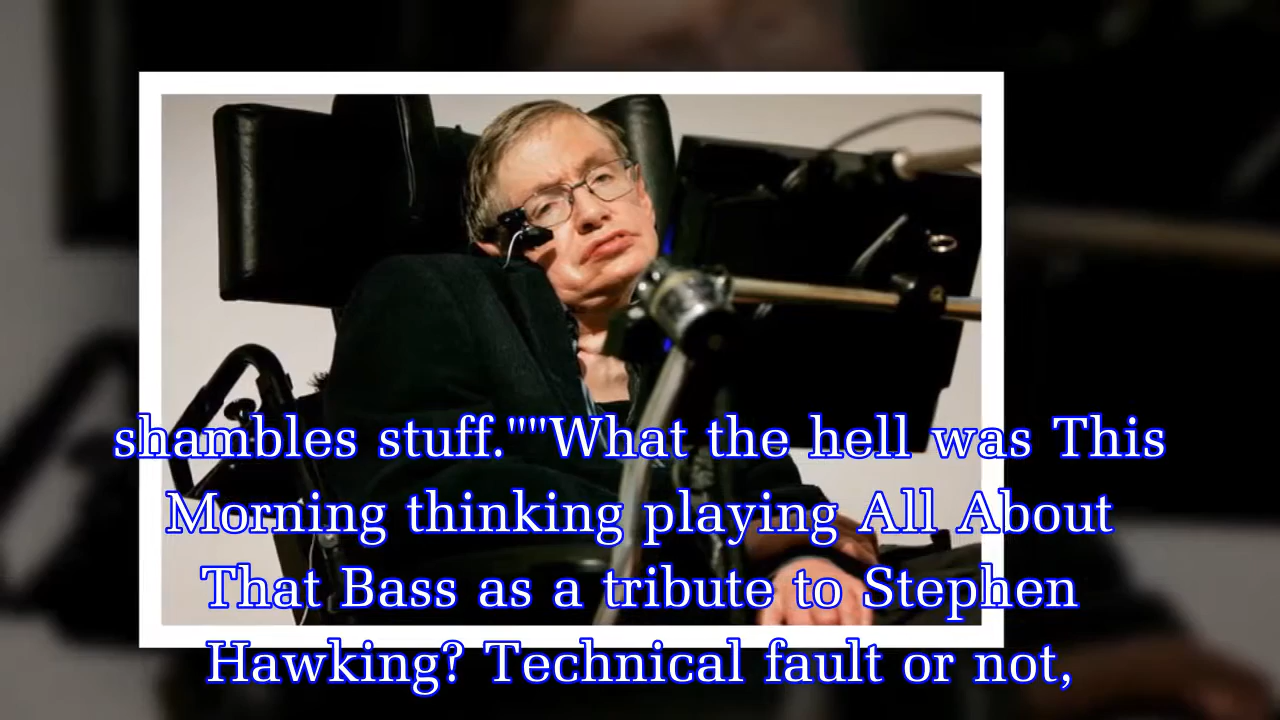 shambles stuff.""What the hell was This
Morning thinking playing All About
That Bass as a tribute to Stephen
Hawking? Technical fault or not,